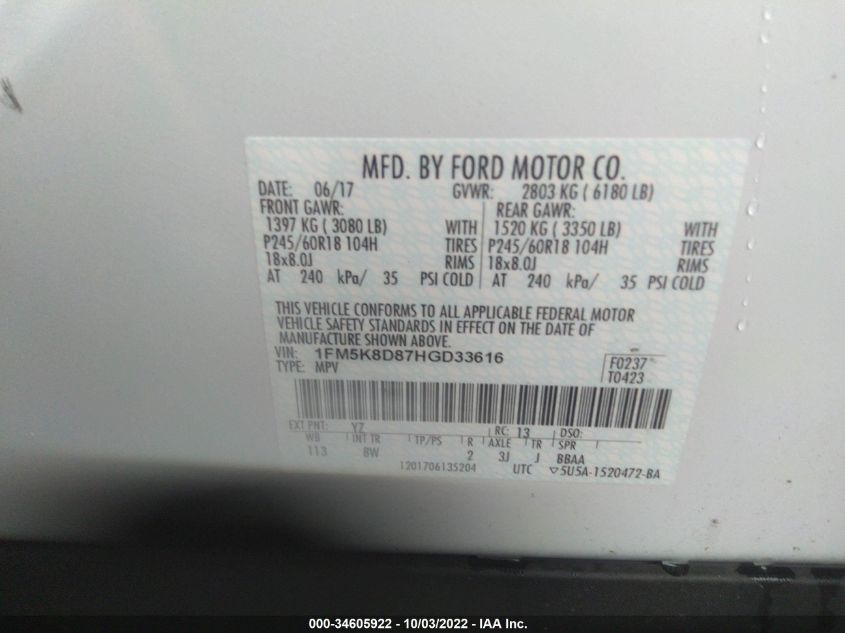 MFD. BY FORD MOTOR CO.
DATE: 06/17 GVWR: 2803 KG ( 6180 LB)
FRONT GAWR: REAR GAWR:
1397 KG ( 3080 LB) WITH 1520 KG ( 3350 LB) WITH
P245/60R18 104H TIRES P245/60R18 104H TIRES
18x8.0J RIMS 18x8.0J RIMS
AT 240 kPa/ 35 PSI COLD AT 240 kPa/ 35 PSI COLD
THIS VEHICLE CONFORMS TO ALL APPLICABLE FEDERAL MOTOR
VEHICLE SAFETY STANDARDS IN EFFECT ON THE DATE OF
MANUFACTURE SHOWN ABOVE.
VIN: 1FM5K8D87HGD33616 F0237
TYPE: MPV T0423
EXT PNT: YZ RC: 13 DSO:
WB INT TR TP/PS R AXLE TR SPR
113 8W 2 3J J BBAA
1201706135204 UTC ▽5U5A-1520472-BA
000-34605922 - 10/03/2022 - IAA Inc.